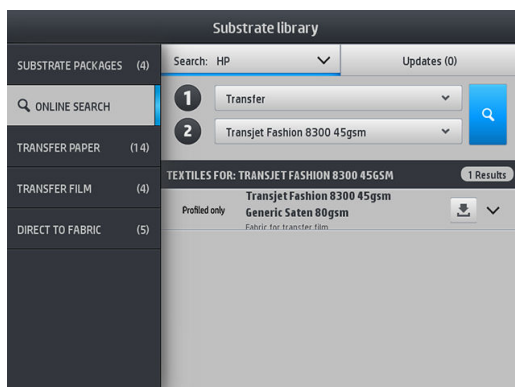 Substrate library
SUBSTRATE PACKAGES (4)
ONLINE SEARCH
TRANSFER PAPER (14)
TRANSFER FILM (4)
DIRECT TO FABRIC (5)
Search: HP
Updates (0)
1 Transfer
2 Transjet Fashion 8300 45gsm
TEXTILES FOR: TRANSJET FASHION 8300 45GSM 1 Results
Profiled only
Transjet Fashion 8300 45gsm
Generic Saten 80gsm
Fabric for transfer film